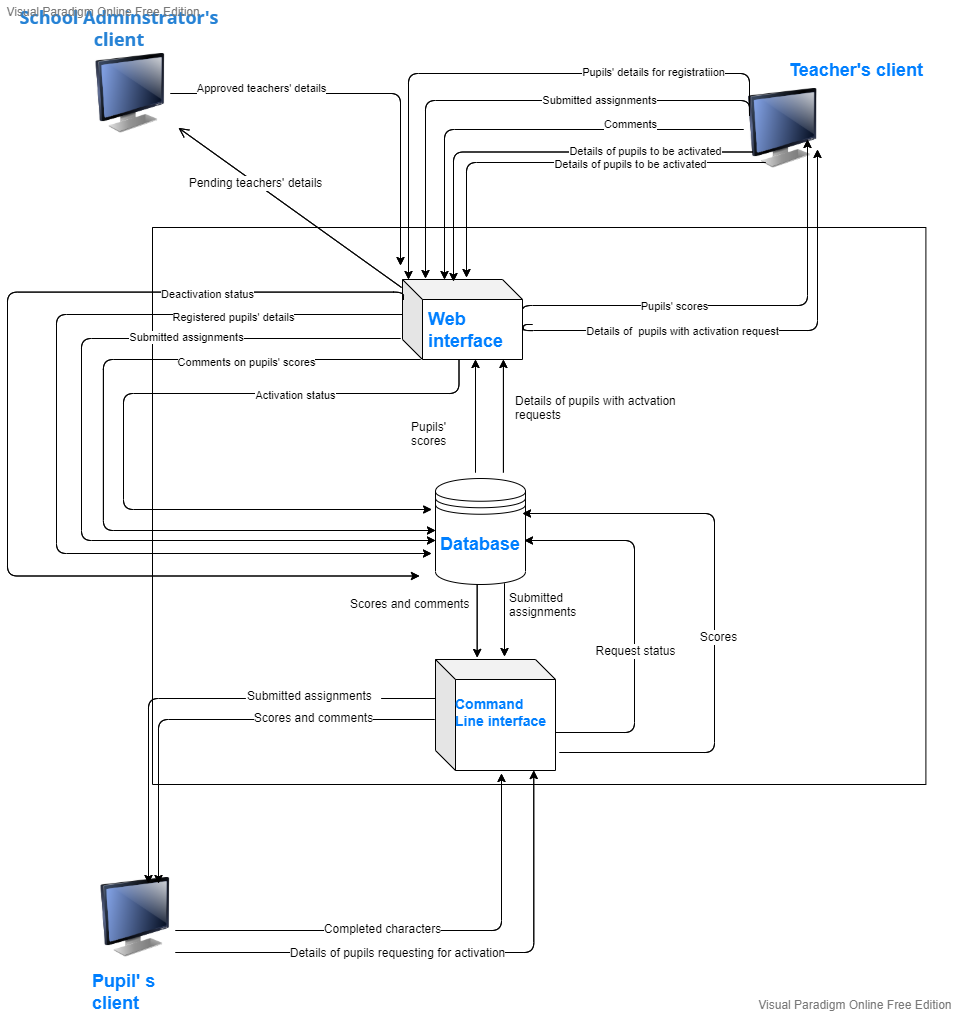 Visual Paradigm Online Free Edition
School Adminstrator's
client
Teacher's client
Pupils' details for registratiion
Approved teachers' details
Submitted assignments
Comments
Details of pupils to be activated
Details of pupils to be activated
Pending teachers' details
Deactivation status
Pupils' scores
Registered pupils' details
Web
interface
Details of  pupils with activation request
Submitted assignments
Comments on pupils' scores
Activation status
Details of pupils with actvation
requests
Pupils'
scores
Database
Scores and comments
Submitted
assignments
Scores
Request status
Submitted assignments
Command
Line interface
Scores and comments
Completed characters
Details of pupils requesting for activation
Pupil' s
client
Visual Paradigm Online Free Edition